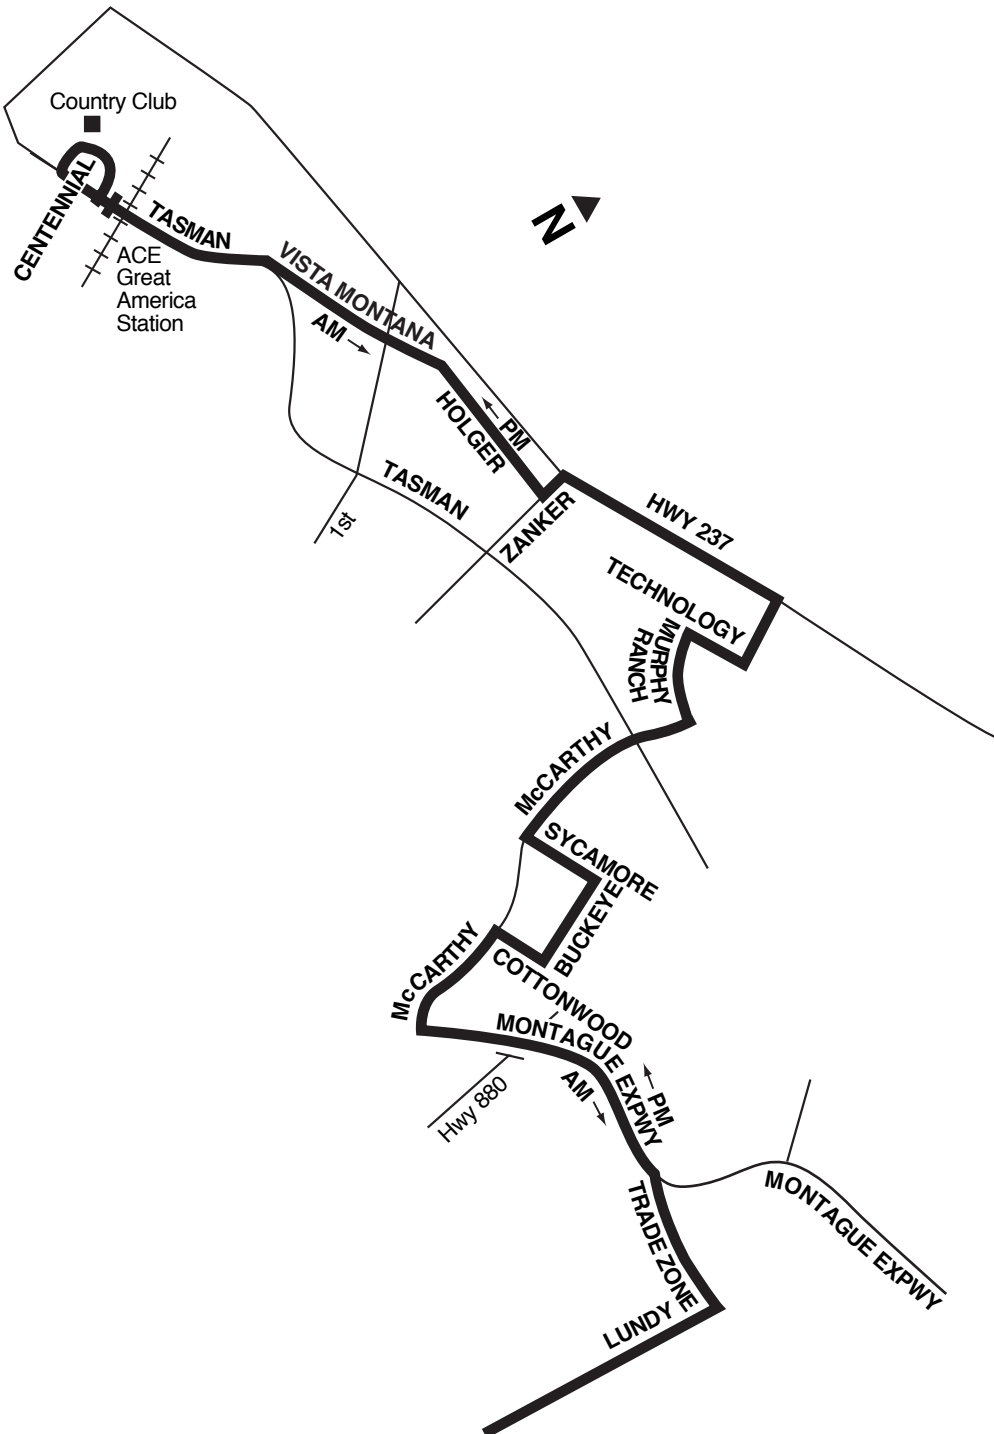 Country Club
CENTENNIAL
TASMAN
ACE
Great
America
Station
VISTA MONTANA
AM
N
HOLGER
PM
TASMAN
1st
ZANKER
HWY 237
TECHNOLOGY
MURPHY
RANCH
McCARTHY
SYCAMORE
BUCKEYE
McCARTHY
COTTONWOOD
MONTAGUE EXPWY
Hwy 880
AM
PM
TRADE ZONE
MONTAGUE EXPWY
LUNDY